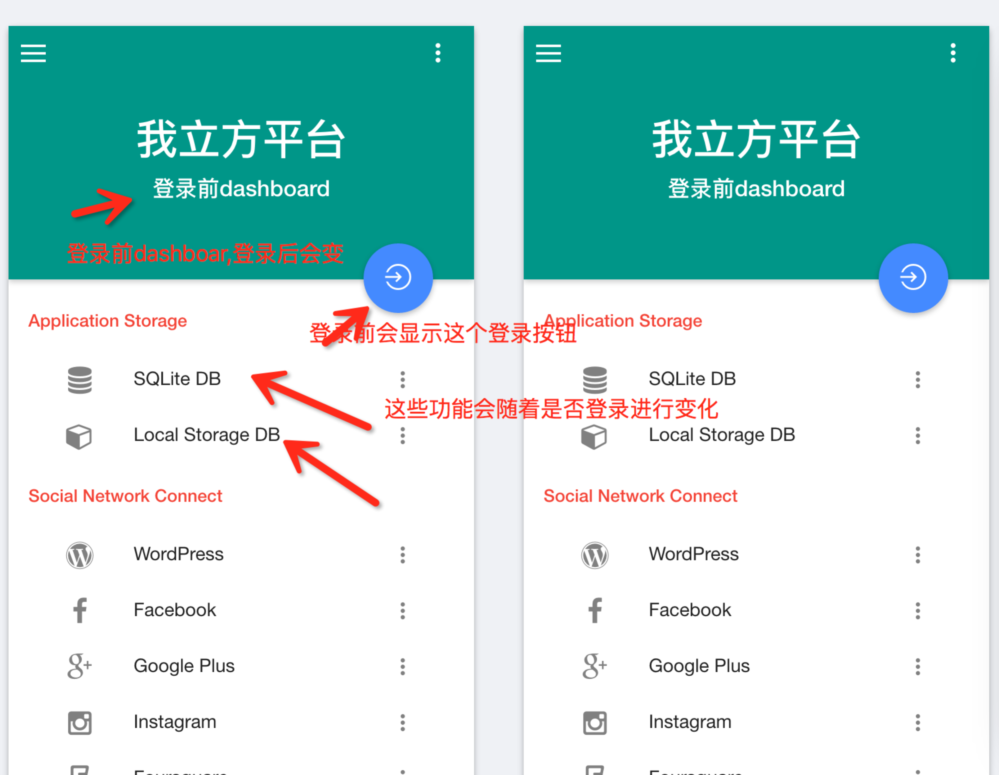 我立方平台
登录前dashboard
登录前dashboar,登录后会变
登录前会显示这个登录按钮
Application Storage
SQLite DB
这些功能会随着是否登录进行变化
Local Storage DB
Social Network Connect
WordPress
Facebook
Google Plus
Instagram
Foursquare
我立方平台
登录前dashboard
Application Storage
SQLite DB
Local Storage DB
Social Network Connect
WordPress
Facebook
Google Plus
Instagram
Foursquare